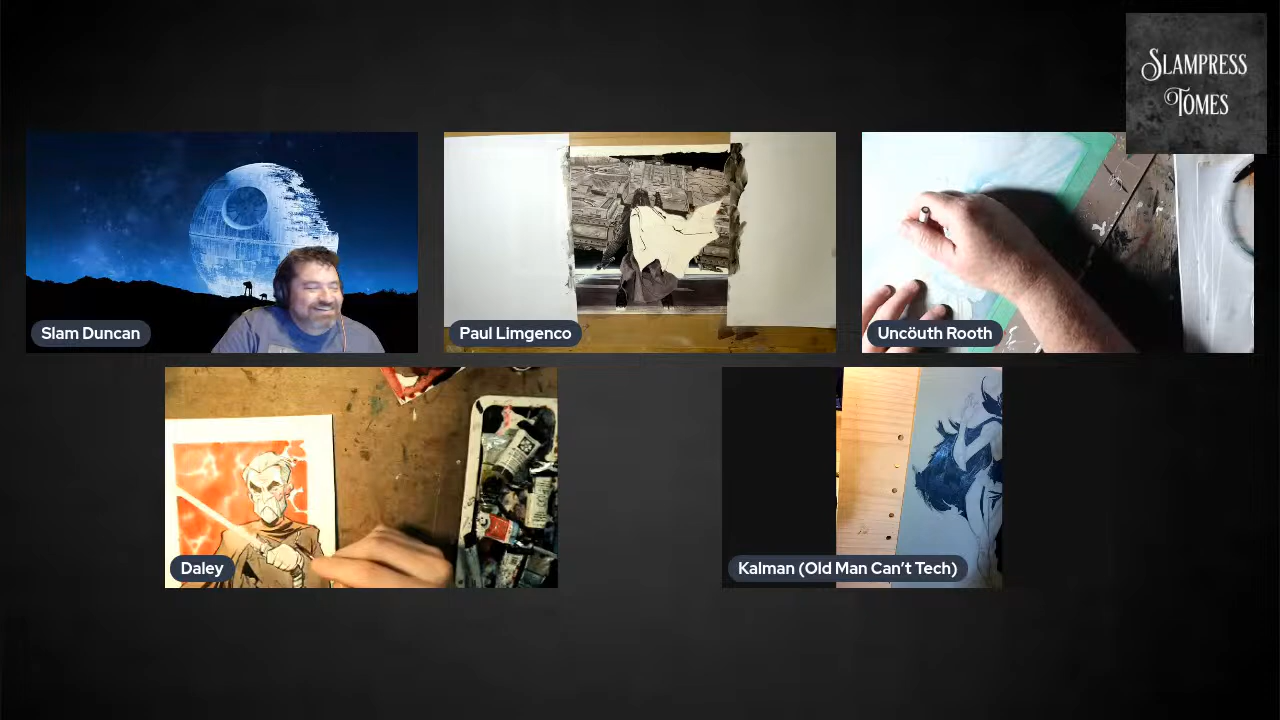 SLAMPRESS
TOMES
Slam Duncan
Paul Limgenco
Uncöuth Rooth
Daley
Kalman (Old Man Can’t Tech)